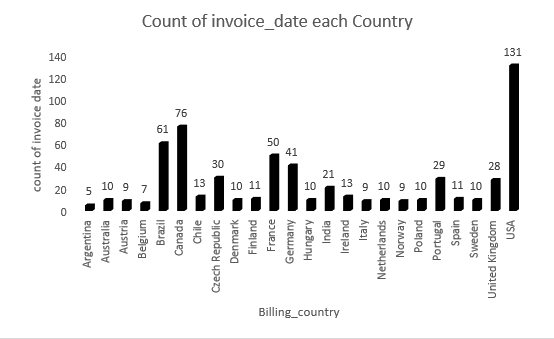 Count of invoice_date each Country
count of invoice date
140
120
100
80
60
40
20
0
5
10
9
7
61
76
13
30
10
11
50
41
10
21
13
9
10
9
10
29
11
10
28
131
Argentina
Australia
Austria
Belgium
Brazil
Canada
Chile
Czech Republic
Denmark
Finland
France
Germany
Hungary
India
Ireland
Italy
Netherlands
Norway
Poland
Portugal
Spain
Sweden
United Kingdom
USA
Billing_country